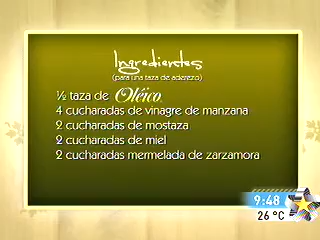 Ingredientes
(para una taza de aderezo)
½ taza de Oléico
4 cucharadas de vinagre de manzana
2 cucharadas de mostaza
2 cucharadas de miel
2 cucharadas mermelada de zarzamora
9:48
26 °C